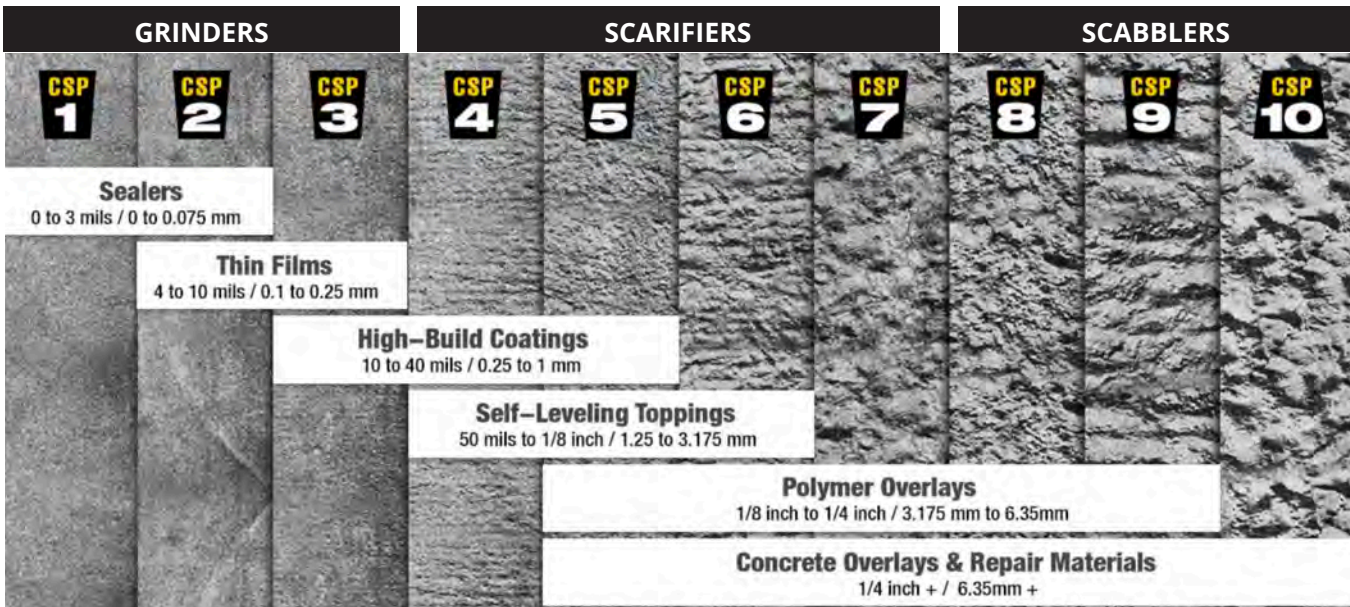 GRINDERS
SCARIFIERS
SCABBLERS
CSP
1
CSP
2
CSP
3
CSP
4
CSP
5
CSP
6
CSP
7
CSP
8
CSP
9
CSP
10
Sealers
0 to 3 mils / 0 to 0.075 mm
Thin Films
4 to 10 mils / 0.1 to 0.25 mm
High–Build Coatings
10 to 40 mils / 0.25 to 1 mm
Self–Leveling Toppings
50 mils to 1/8 inch / 1.25 to 3.175 mm
Polymer Overlays
1/8 inch to 1/4 inch / 3.175 mm to 6.35mm
Concrete Overlays & Repair Materials
1/4 inch + / 6.35mm +